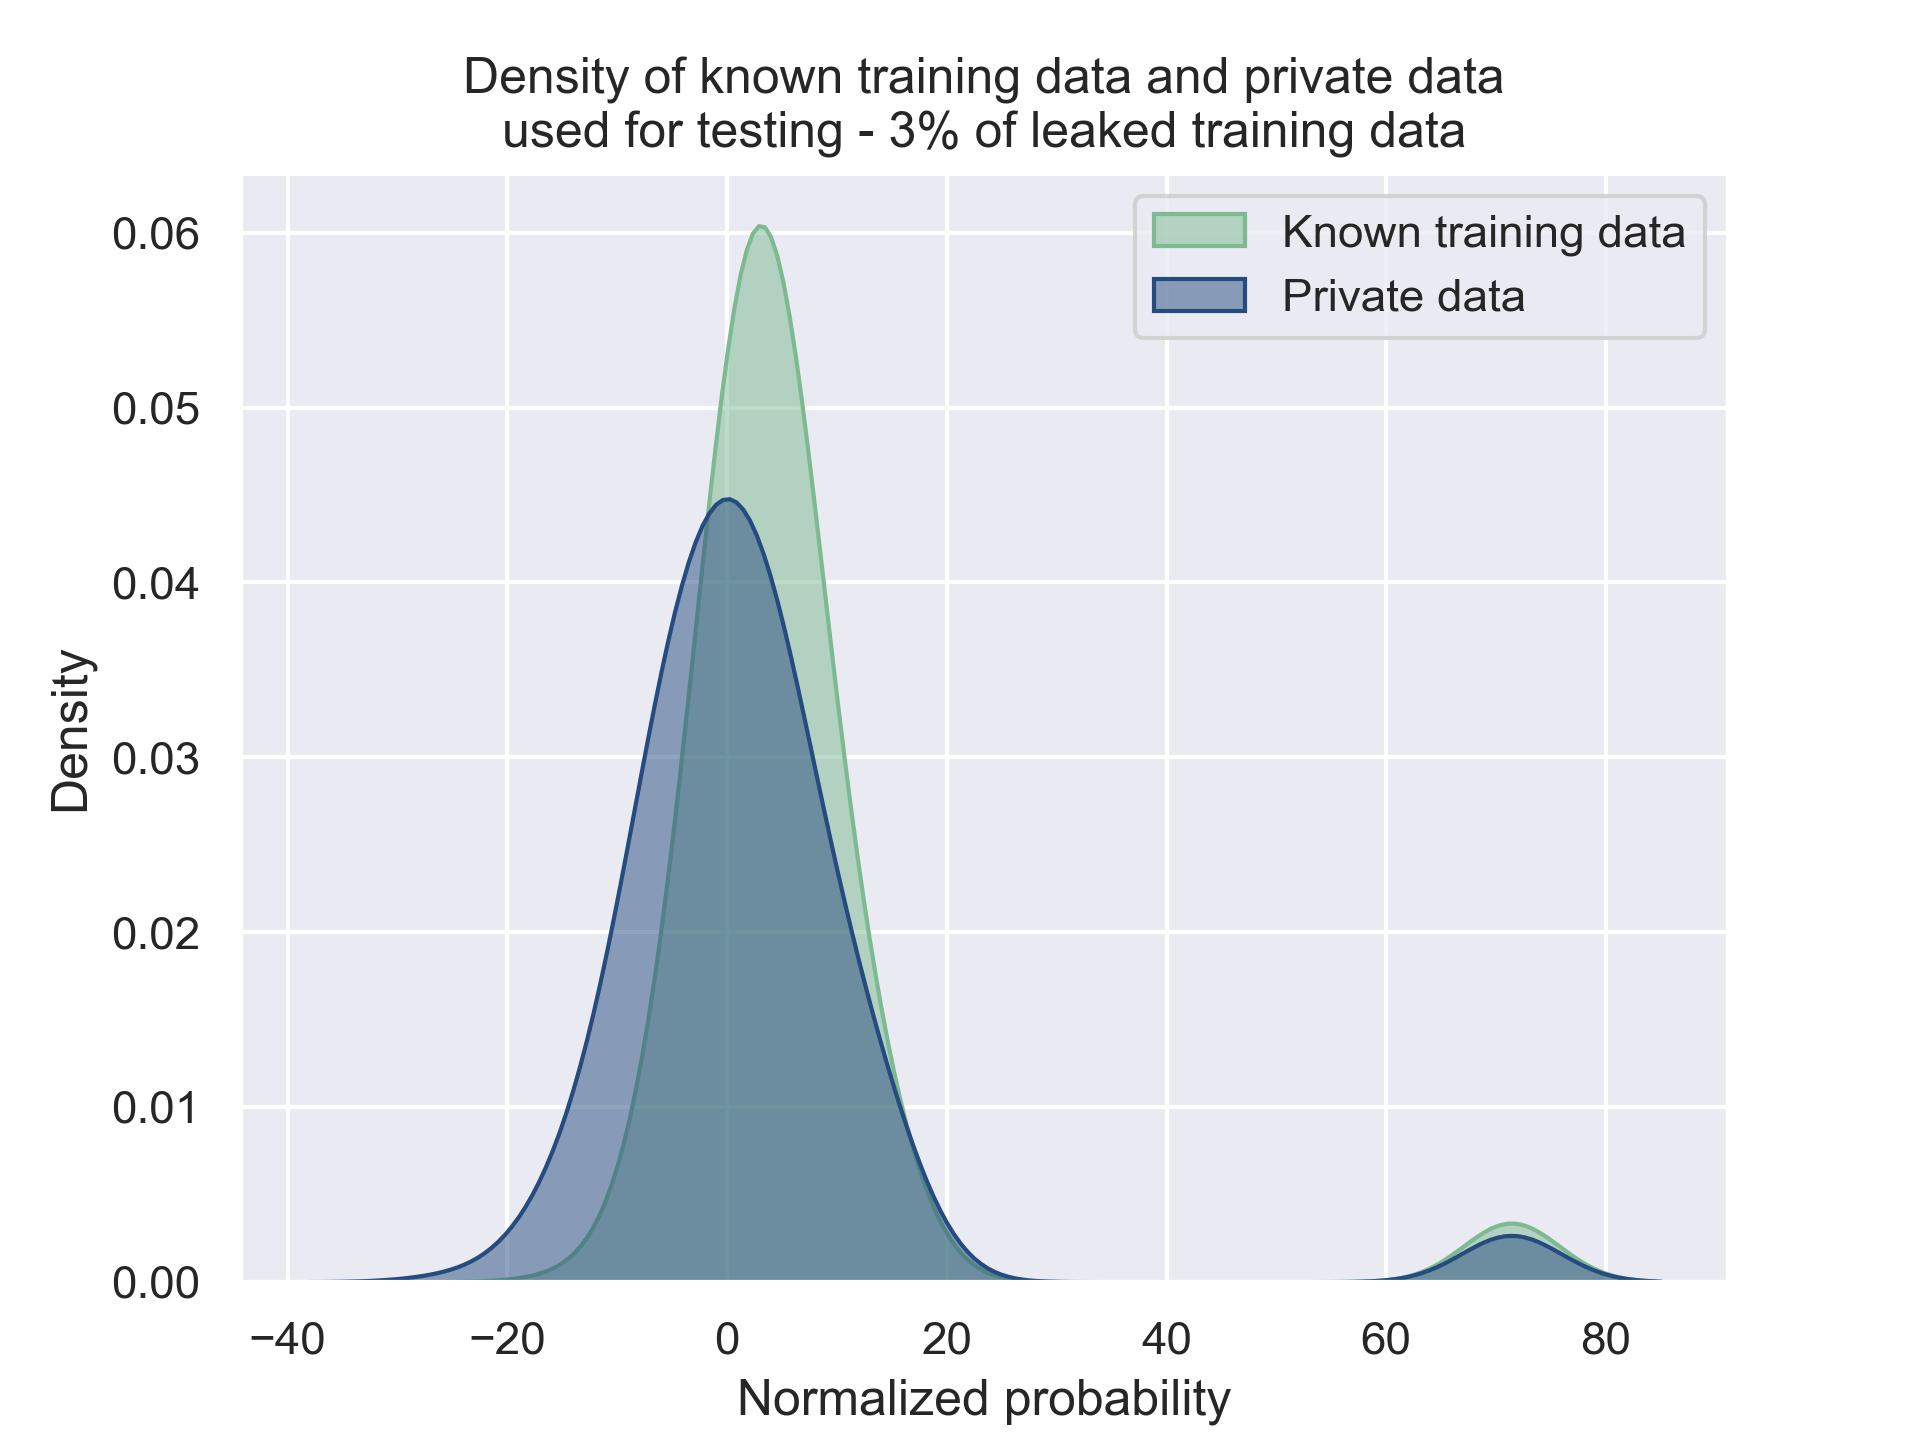 Density of known training data and private data
used for testing - 3% of leaked training data
Known training data
Private data
Density
0.06
0.05
0.04
0.03
0.02
0.01
0.00
−40 −20 0 20 40 60 80
Normalized probability